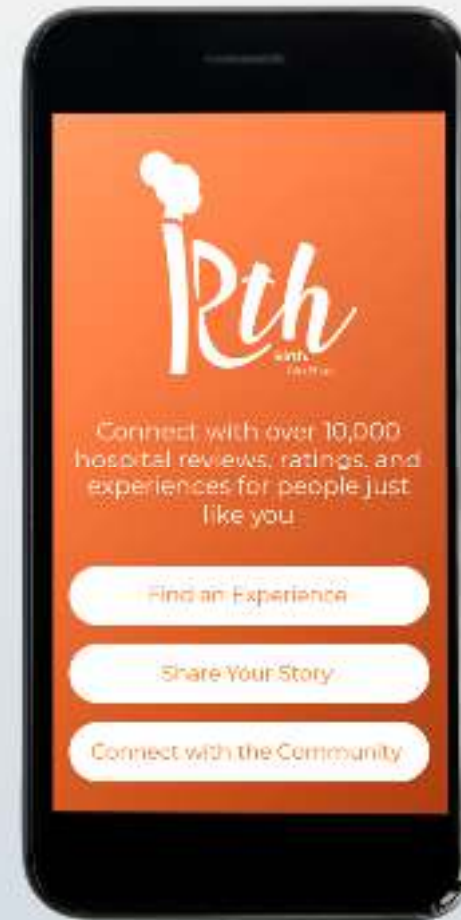 IRth
Connect with over 10,000
hospital reviews, ratings, and
experiences for people just
like you
Find an Experience
Share Your Story
Connect with the Community